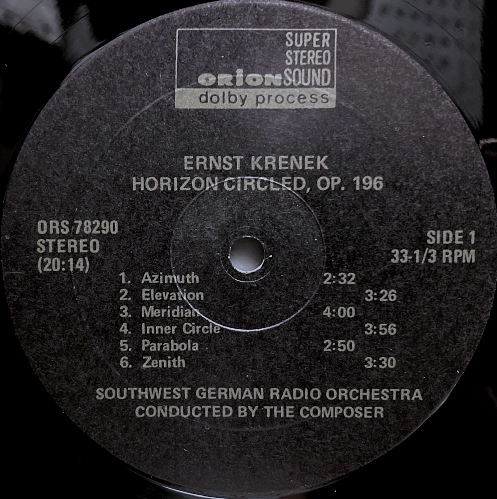 SUPER
STEREO
orion SOUND
dolby process
ERNST KRENEK
HORIZON CIRCLED, OP. 196
ORS 78290
STEREO
(20:14)
SIDE 1
33-1/3 RPM
1. Azimuth 2:32
2. Elevation 3:26
3. Meridian 4:00
4. Inner Circle 3:56
5. Parabola 2:50
6. Zenith 3:30
SOUTHWEST GERMAN RADIO ORCHESTRA
CONDUCTED BY THE COMPOSER